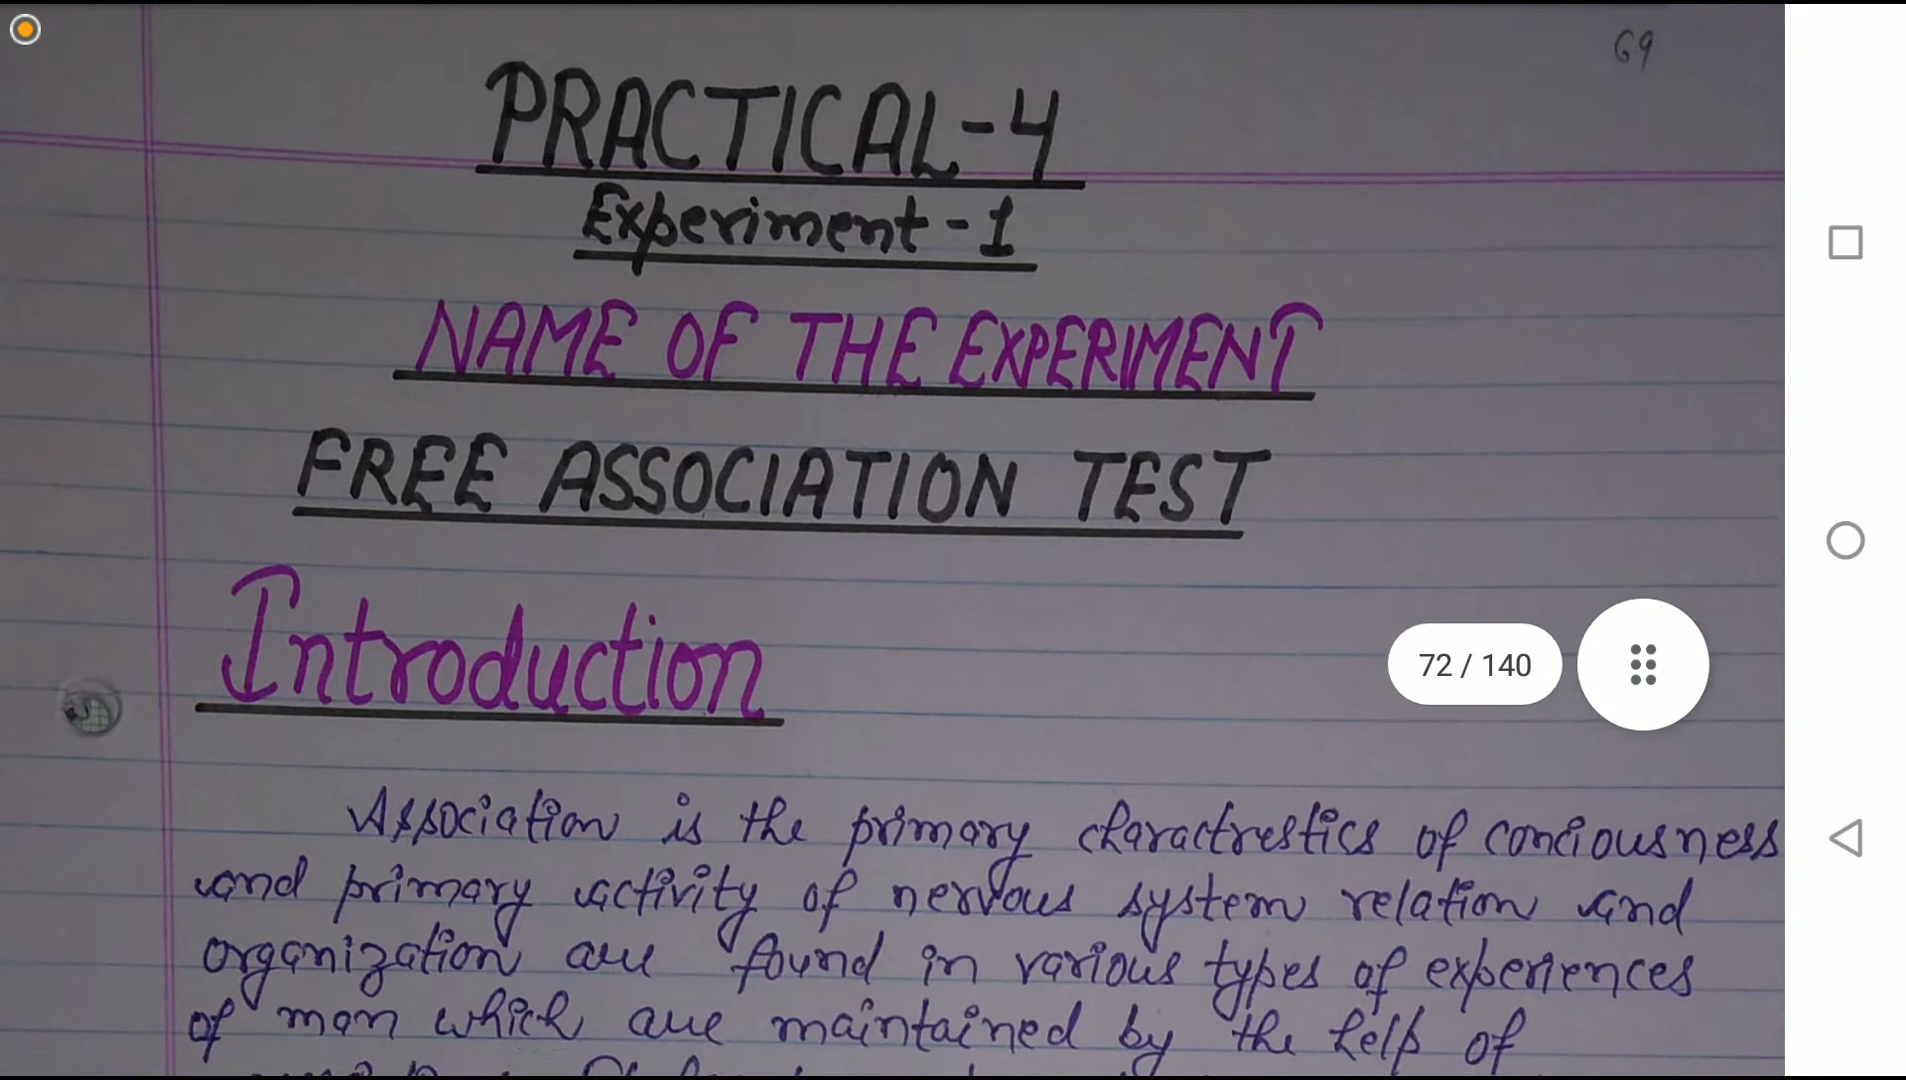 69
PRACTICAL-4
Experiment-1
NAME OF THE EXPERIMENT
FREE ASSOCIATION TEST
Introduction
72 / 140
Association is the primary charactrestics of conciousness
and primary activity of nervous system relation and
organization are found in various types of experiences
of man which are maintained by the help of